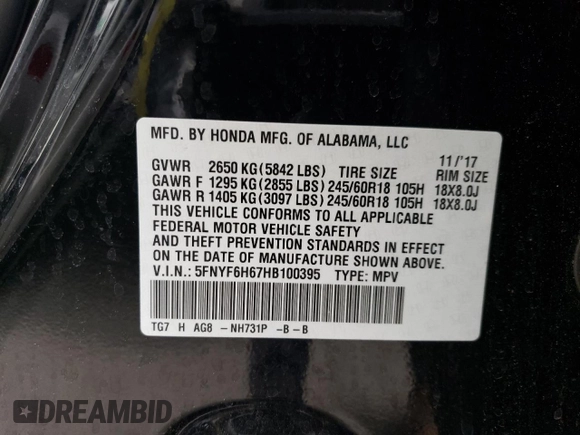 MFD. BY HONDA MFG. OF ALABAMA, LLC
11/'17
GVWR 2650 KG (5842 LBS) TIRE SIZE RIM SIZE
GAWR F 1295 KG (2855 LBS) 245/60R18 105H 18X8.0J
GAWR R 1405 KG (3097 LBS) 245/60R18 105H 18X8.0J
THIS VEHICLE CONFORMS TO ALL APPLICABLE
FEDERAL MOTOR VEHICLE SAFETY
AND THEFT PREVENTION STANDARDS IN EFFECT
ON THE DATE OF MANUFACTURE SHOWN ABOVE.
V.I.N.: 5FNYF6H67HB100395 TYPE: MPV
TG7 H AG8 -NH731P -B-B
DREAMBID